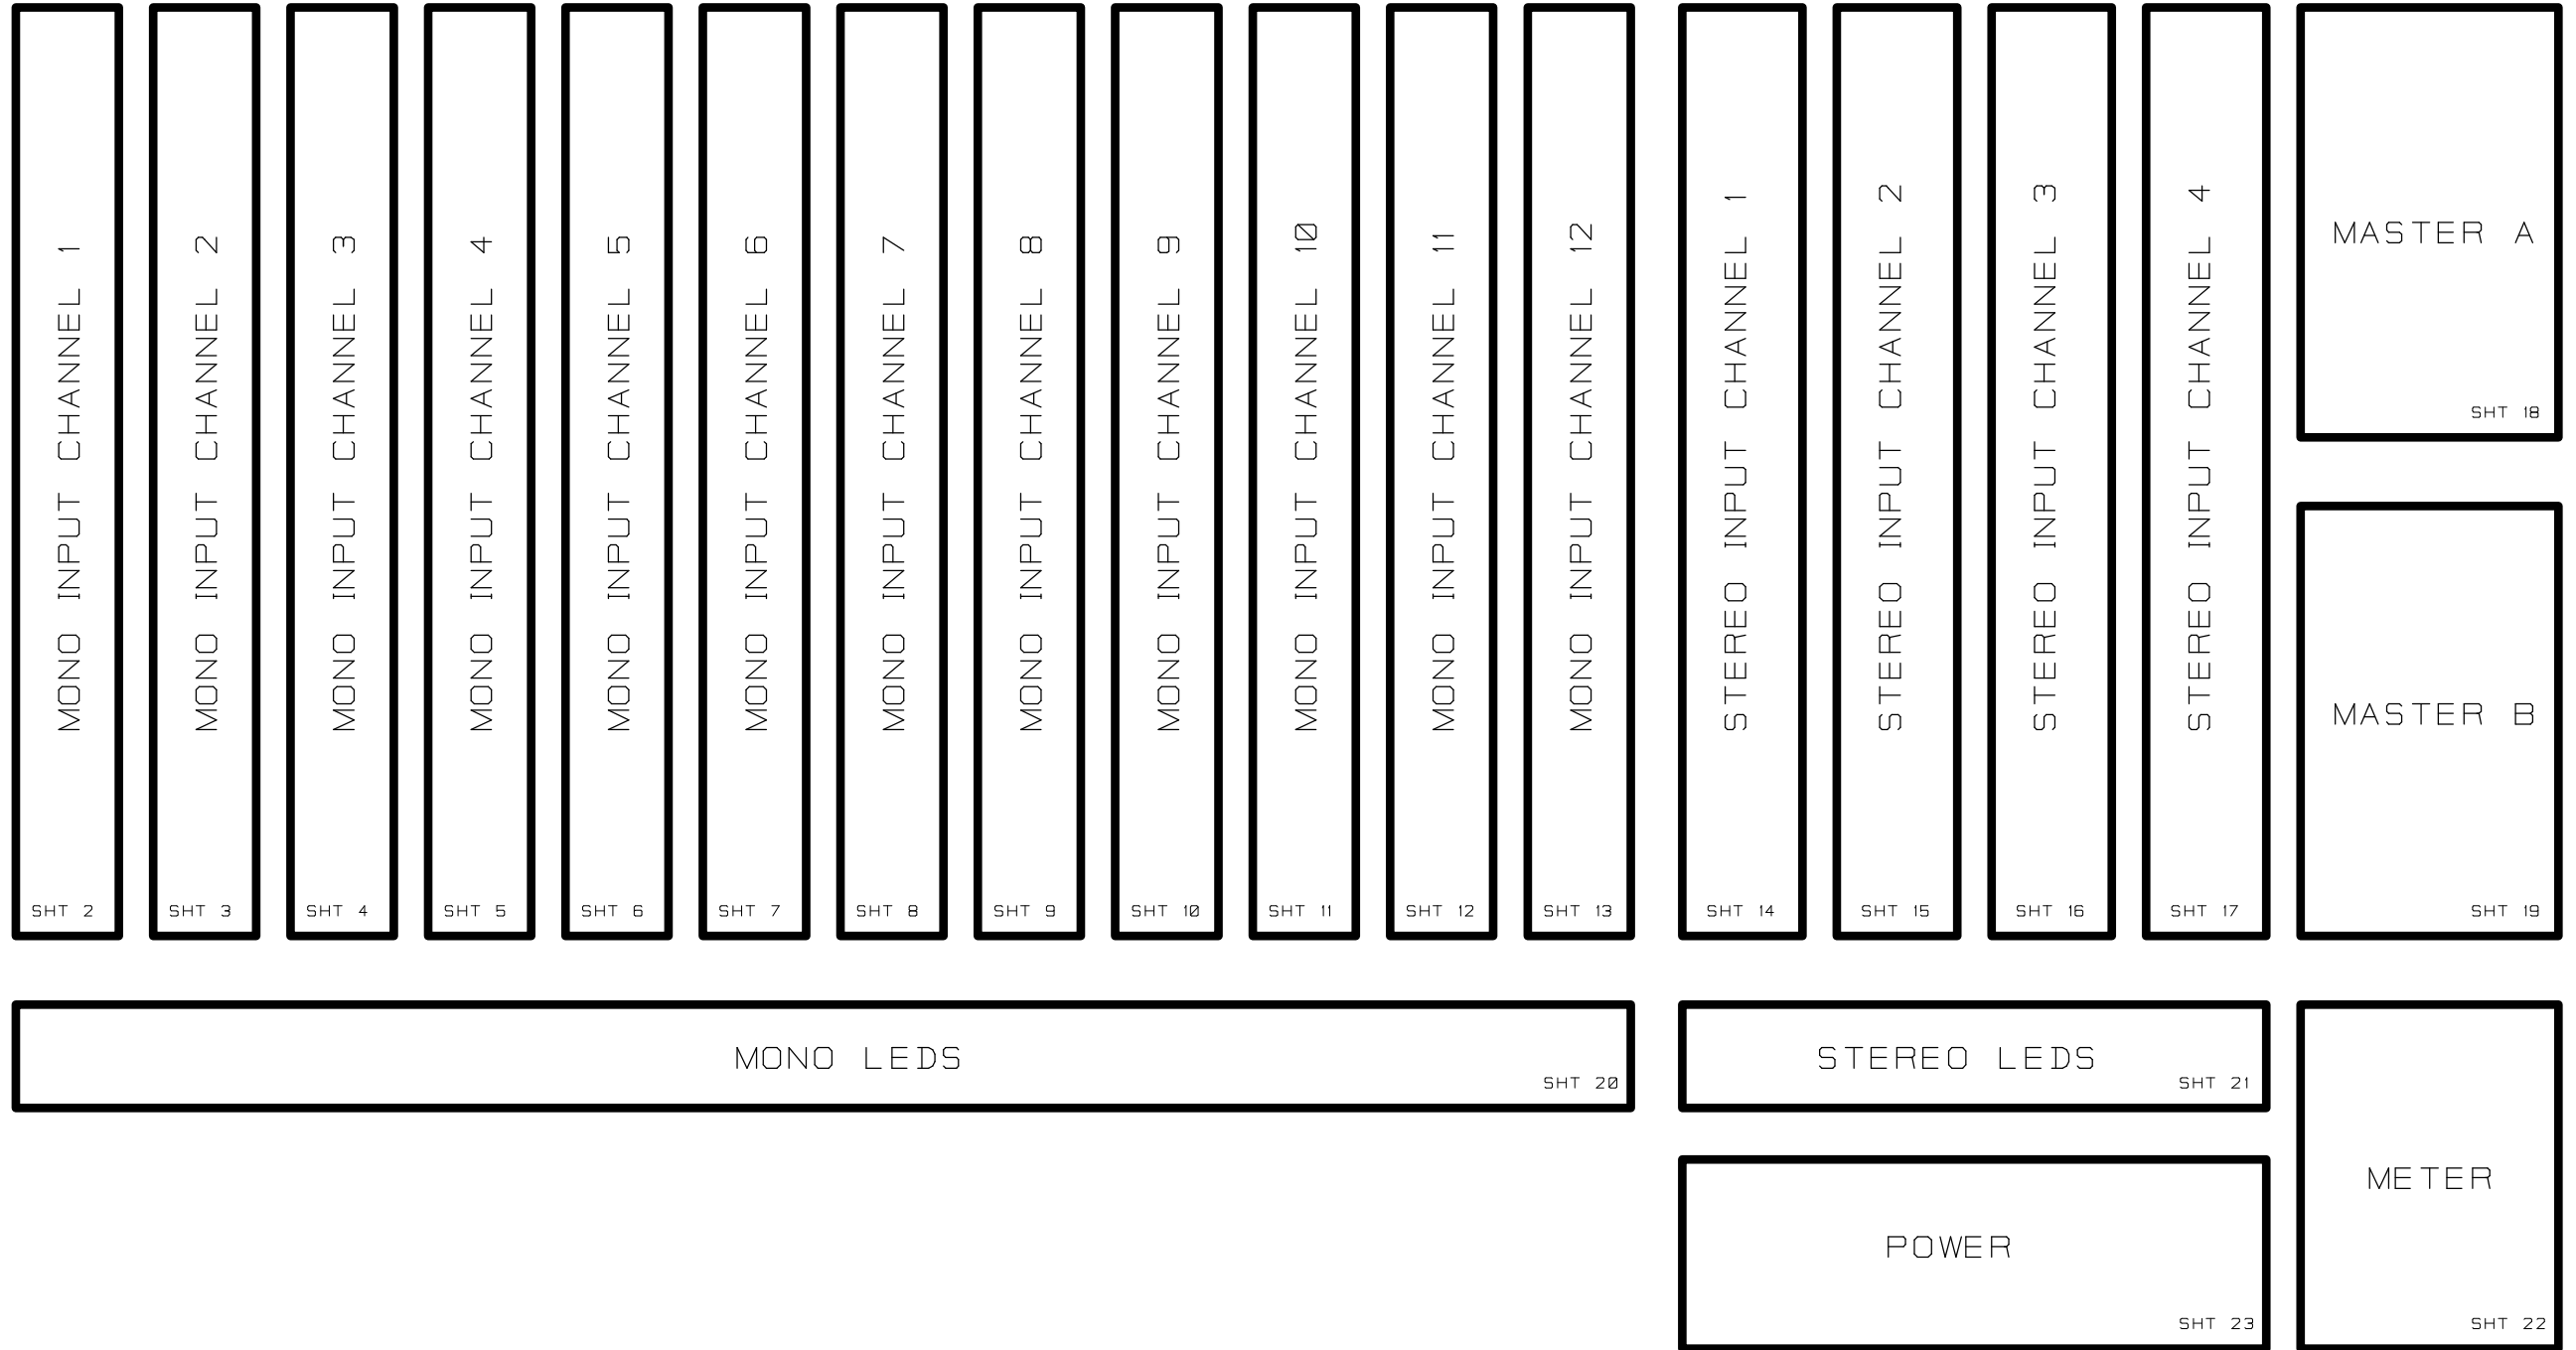 MONO INPUT CHANNEL 1
SHT 2
MONO INPUT CHANNEL 2
SHT 3
MONO INPUT CHANNEL 3
SHT 4
MONO INPUT CHANNEL 4
SHT 5
MONO INPUT CHANNEL 5
SHT 6
MONO INPUT CHANNEL 6
SHT 7
MONO INPUT CHANNEL 7
SHT 8
MONO INPUT CHANNEL 8
SHT 9
MONO INPUT CHANNEL 9
SHT 10
MONO INPUT CHANNEL 10
SHT 11
MONO INPUT CHANNEL 11
SHT 12
MONO INPUT CHANNEL 12
SHT 13
STEREO INPUT CHANNEL 1
SHT 14
STEREO INPUT CHANNEL 2
SHT 15
STEREO INPUT CHANNEL 3
SHT 16
STEREO INPUT CHANNEL 4
SHT 17
MASTER A
SHT 18
MASTER B
SHT 19
MONO LEDS
SHT 20
STEREO LEDS
SHT 21
METER
SHT 22
POWER
SHT 23